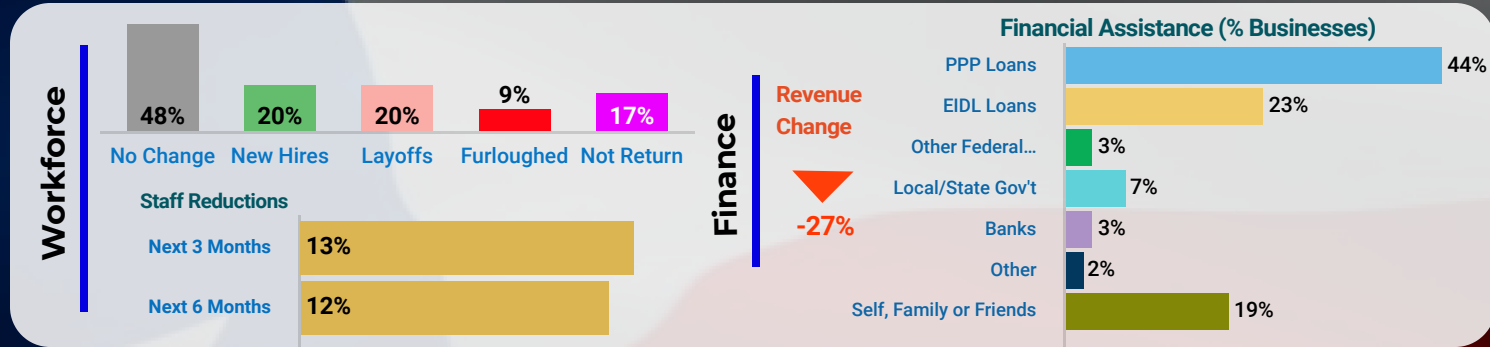 Workforce
48%
20%
20%
9%
17%
No Change
New Hires
Layoffs
Furloughed
Not Return
Staff Reductions
Next 3 Months
13%
Next 6 Months
12%
Finance
Revenue
Change
-27%
Financial Assistance (% Businesses)
PPP Loans
44%
EIDL Loans
23%
Other Federal...
3%
Local/State Gov't
7%
Banks
3%
Other
2%
Self, Family or Friends
19%